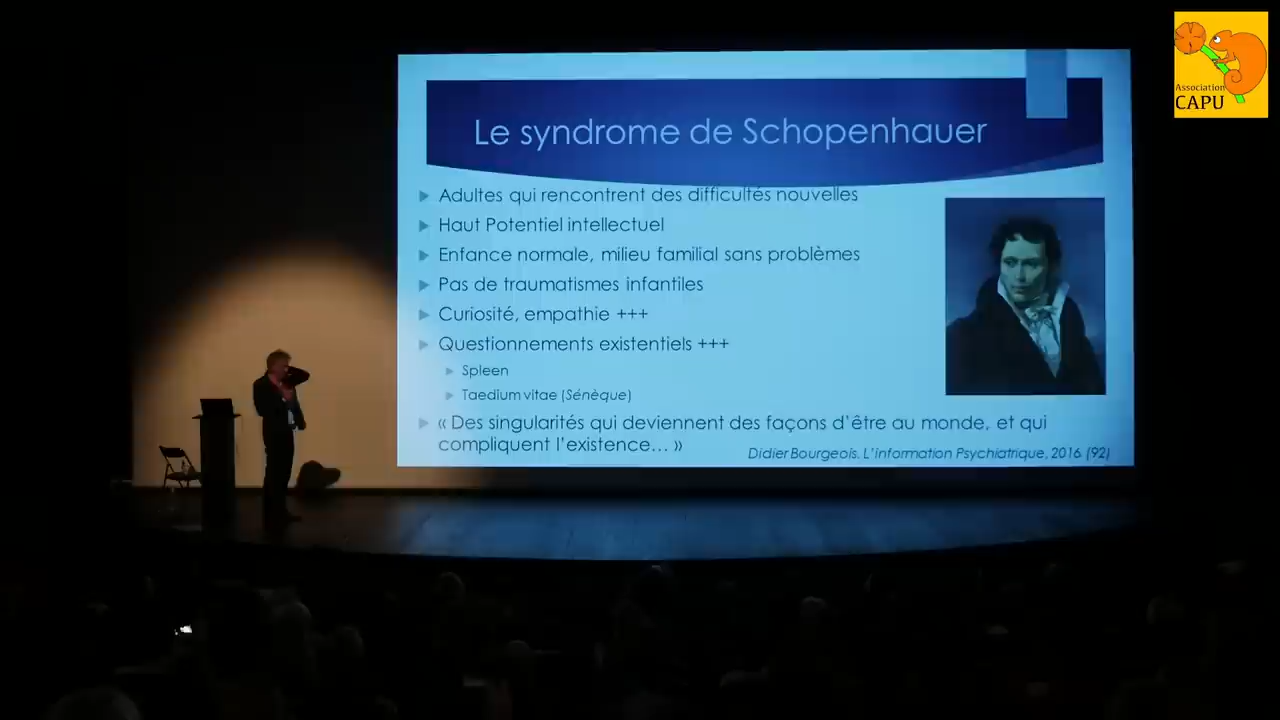 Association
CAPU
Le syndrome de Schopenhauer
Adultes qui rencontrent des difficultés nouvelles
Haut Potentiel intellectuel
Enfance normale, milieu familial sans problèmes
Pas de traumatismes infantiles
Curiosité, empathie +++
Questionnements existentiels +++
Spleen
Taedium vitae (Sénèque)
« Des singularités qui deviennent des façons d'être au monde, et qui
compliquent l'existence... »
Didier Bourgeois. L'information Psychiatrique, 2016 (92)